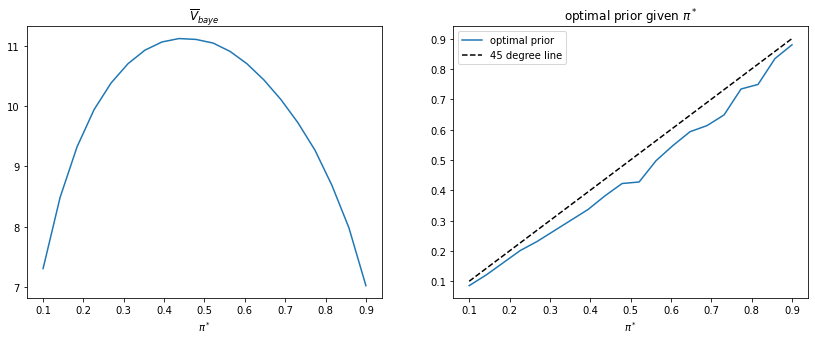 V̅baye
11
10
9
8
7
0.1 0.2 0.3 0.4 0.5 0.6 0.7 0.8 0.9
π*
optimal prior given π*
optimal prior
45 degree line
0.9
0.8
0.7
0.6
0.5
0.4
0.3
0.2
0.1
0.1 0.2 0.3 0.4 0.5 0.6 0.7 0.8 0.9
π*